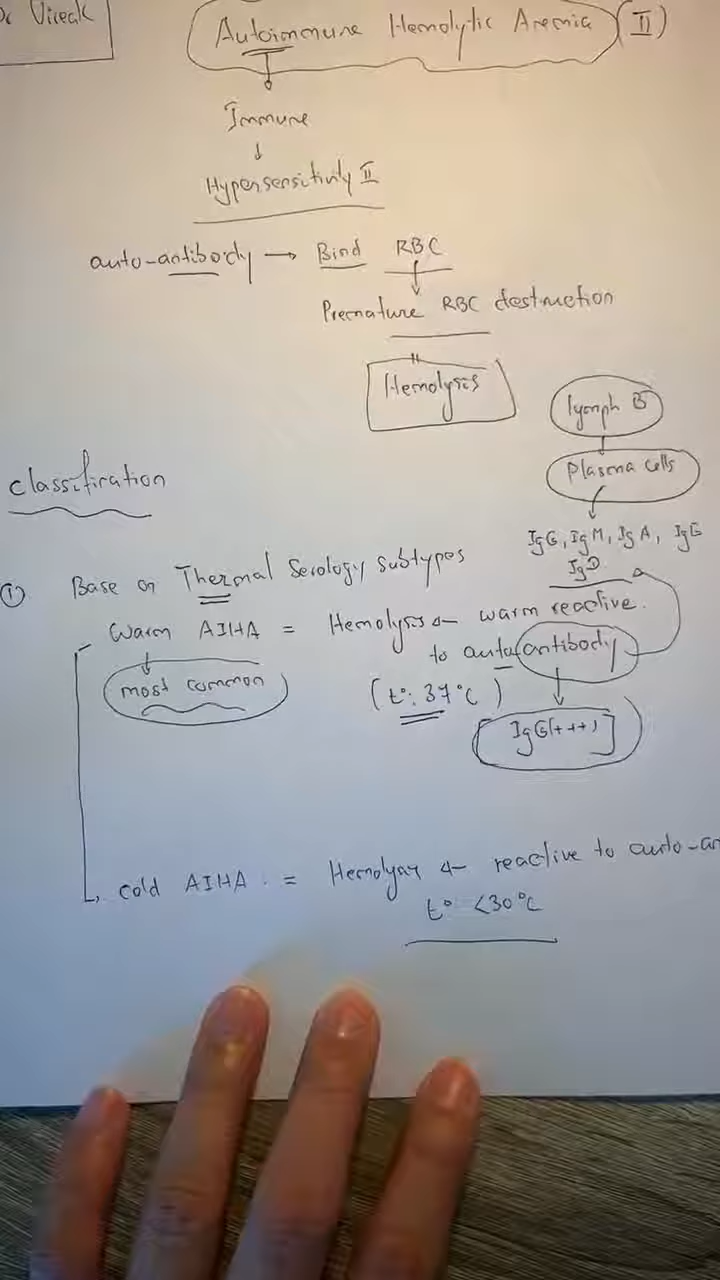 Dr Vireak
Autoimmune Hemolytic Anemia (II)
Immune
↓
Hypersensitivity II
auto-antibody → Bind RBC
Premature RBC destruction
Hemolysis
lymph B
Plasma cells
IgG, IgM, IgA, IgE
IgD
classification
① Base on Thermal Serology subtypes
Warm AIHA = Hemolysis ← warm reactive
to auto-antibody
most common
(t°: 37°C)
IgG(+++)
cold AIHA = Hemolysis ← reactive to auto-an
t° <30°C